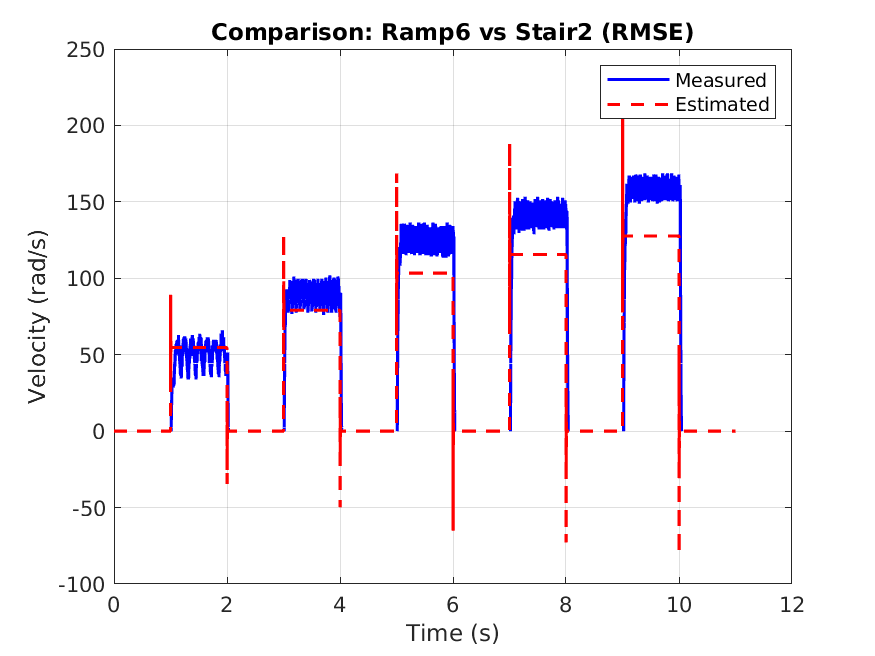 Comparison: Ramp6 vs Stair2 (RMSE)
Measured
Estimated
Velocity (rad/s)
250
200
150
100
50
0
-50
-100
0 2 4 6 8 10 12
Time (s)